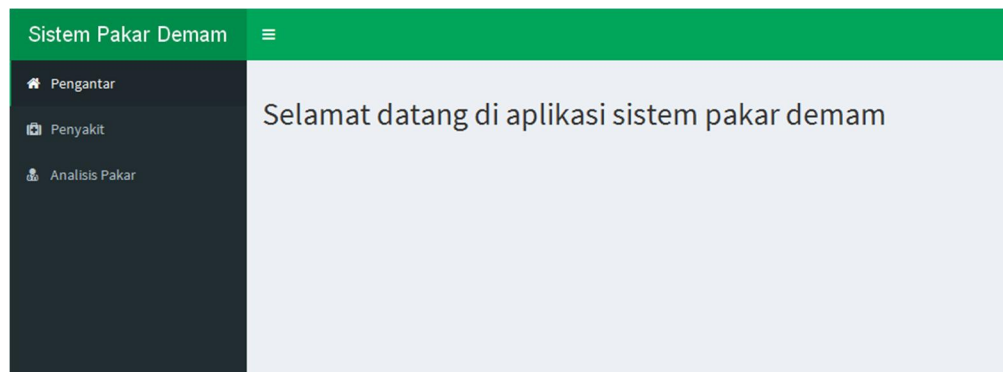 Sistem Pakar Demam
Pengantar
Penyakit
Analisis Pakar
Selamat datang di aplikasi sistem pakar demam